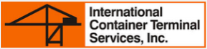 International
Container Terminal
Services, Inc.